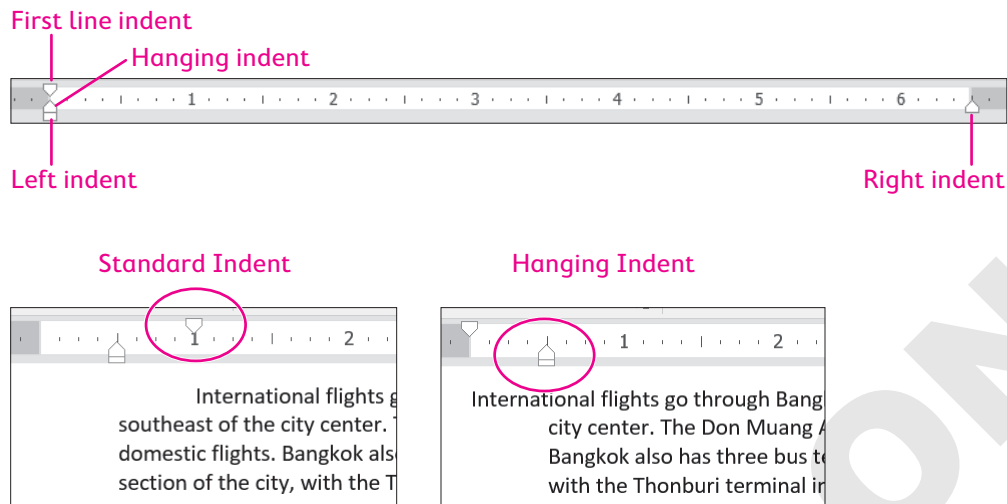 First line indent
Hanging indent
1 2 3 4 5 6
Left indent
Right indent
Standard Indent
Hanging Indent
1 2
1 2
International flights g
southeast of the city center. T
domestic flights. Bangkok als
section of the city, with the T
International flights go through Bang
city center. The Don Muang A
Bangkok also has three bus te
with the Thonburi terminal in
ON